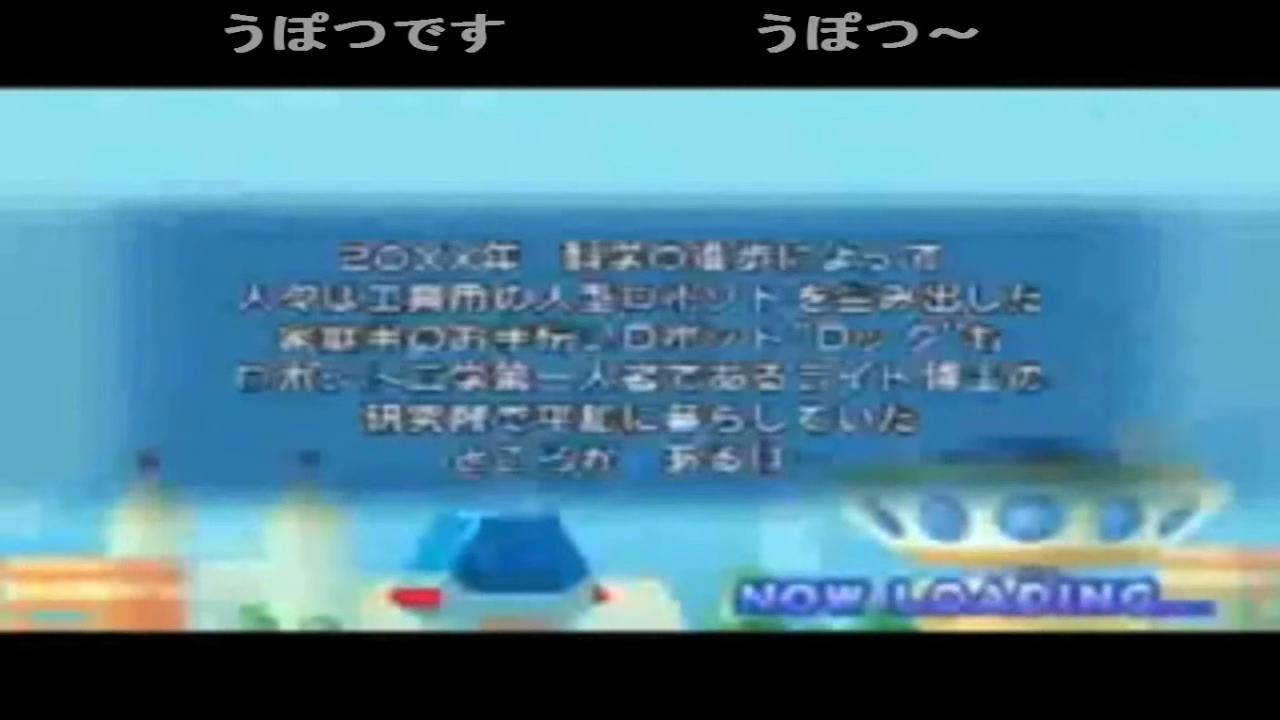 うぽつです うぽつ〜
20XX年 科学の進歩によって
人々は工業用の人型ロボットを生み出した
家庭用のお手伝いロボット“ロック”も
ロボット工学第一人者であるライト博士の
研究所で平和に暮らしていた
ところが ある日
NOW LOADING...